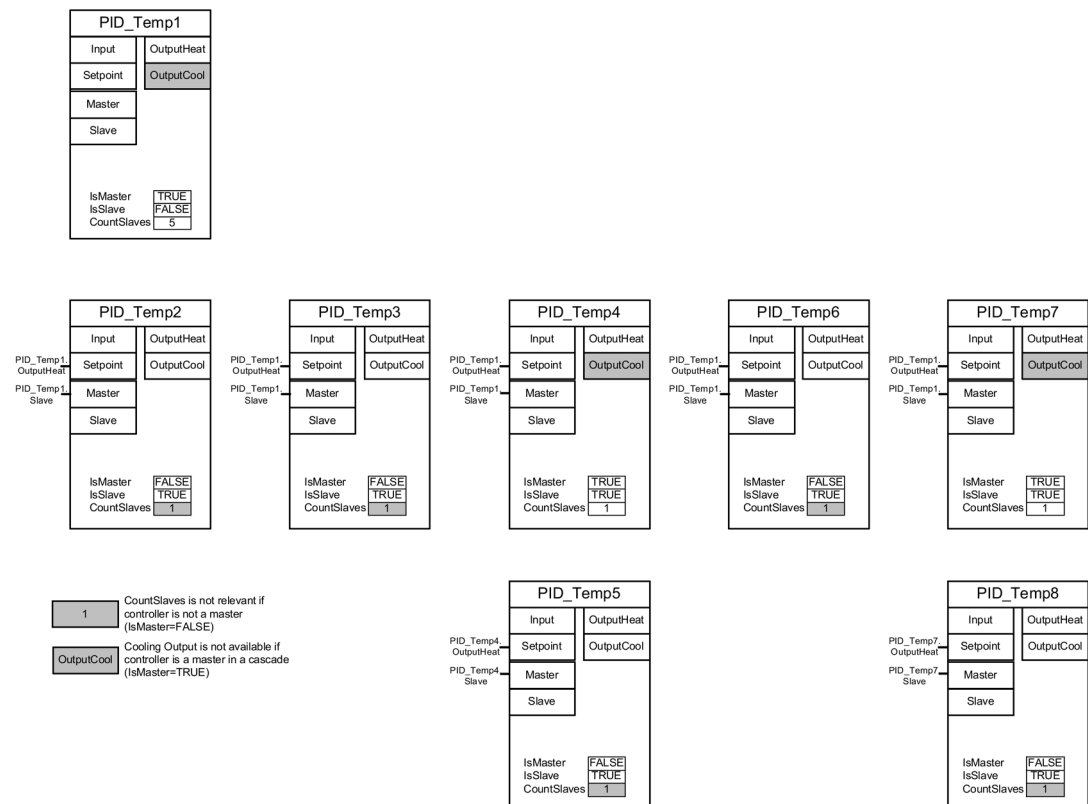 PID_Temp1
Input OutputHeat
Setpoint OutputCool
Master
Slave
IsMaster TRUE
IsSlave FALSE
CountSlaves 5
PID_Temp2
Input OutputHeat
PID_Temp1.
OutputHeat
Setpoint OutputCool
PID_Temp1.
Slave
Master
Slave
IsMaster FALSE
IsSlave TRUE
CountSlaves 1
PID_Temp3
Input OutputHeat
PID_Temp1.
OutputHeat
Setpoint OutputCool
PID_Temp1.
Slave
Master
Slave
IsMaster FALSE
IsSlave TRUE
CountSlaves 1
PID_Temp4
Input OutputHeat
PID_Temp1.
OutputHeat
Setpoint OutputCool
PID_Temp1.
Slave
Master
Slave
IsMaster TRUE
IsSlave TRUE
CountSlaves 1
PID_Temp6
Input OutputHeat
PID_Temp1.
OutputHeat
Setpoint OutputCool
PID_Temp1.
Slave
Master
Slave
IsMaster FALSE
IsSlave TRUE
CountSlaves 1
PID_Temp7
Input OutputHeat
PID_Temp1.
OutputHeat
Setpoint OutputCool
PID_Temp1.
Slave
Master
Slave
IsMaster TRUE
IsSlave TRUE
CountSlaves 1
1
CountSlaves is not relevant if
controller is not a master
(IsMaster=FALSE)
OutputCool
Cooling Output is not available if
controller is a master in a cascade
(IsMaster=TRUE)
PID_Temp5
Input OutputHeat
PID_Temp4.
OutputHeat
Setpoint OutputCool
PID_Temp4.
Slave
Master
Slave
IsMaster FALSE
IsSlave TRUE
CountSlaves 1
PID_Temp8
Input OutputHeat
PID_Temp7.
OutputHeat
Setpoint OutputCool
PID_Temp7.
Slave
Master
Slave
IsMaster FALSE
IsSlave TRUE
CountSlaves 1